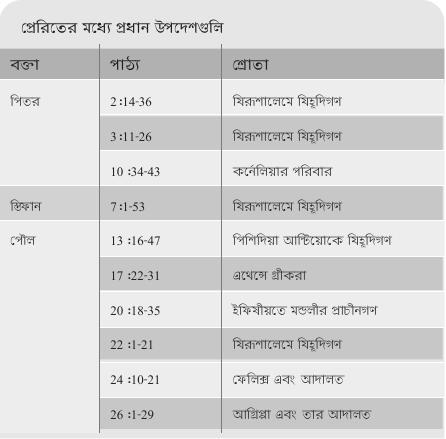 প্রেরিতের মধ্যে প্রধান উপদেশগুলি
বক্তা পাঠ্য শ্রোতা
পিতর 2 :14-36 যিরূশালেমে যিহূদিগণ
3 :11-26 যিরূশালেমে যিহূদিগণ
10 :34-43 কর্নেলিয়ার পরিবার
স্তিফান 7 :1-53 যিরূশালেমে যিহূদিগণ
পৌল 13 :16-47 পিশিদিয়া আন্টিয়োকে যিহূদিগণ
17 :22-31 এথেন্সে গ্রীকরা
20 :18-35 ইফিষীয়তে মন্ডলীর প্রাচীনগণ
22 :1-21 যিরূশালেমে যিহূদিগণ
24 :10-21 ফেলিক্স এবং আদালত
26 :1-29 আগ্রিপ্পা এবং তার আদালত